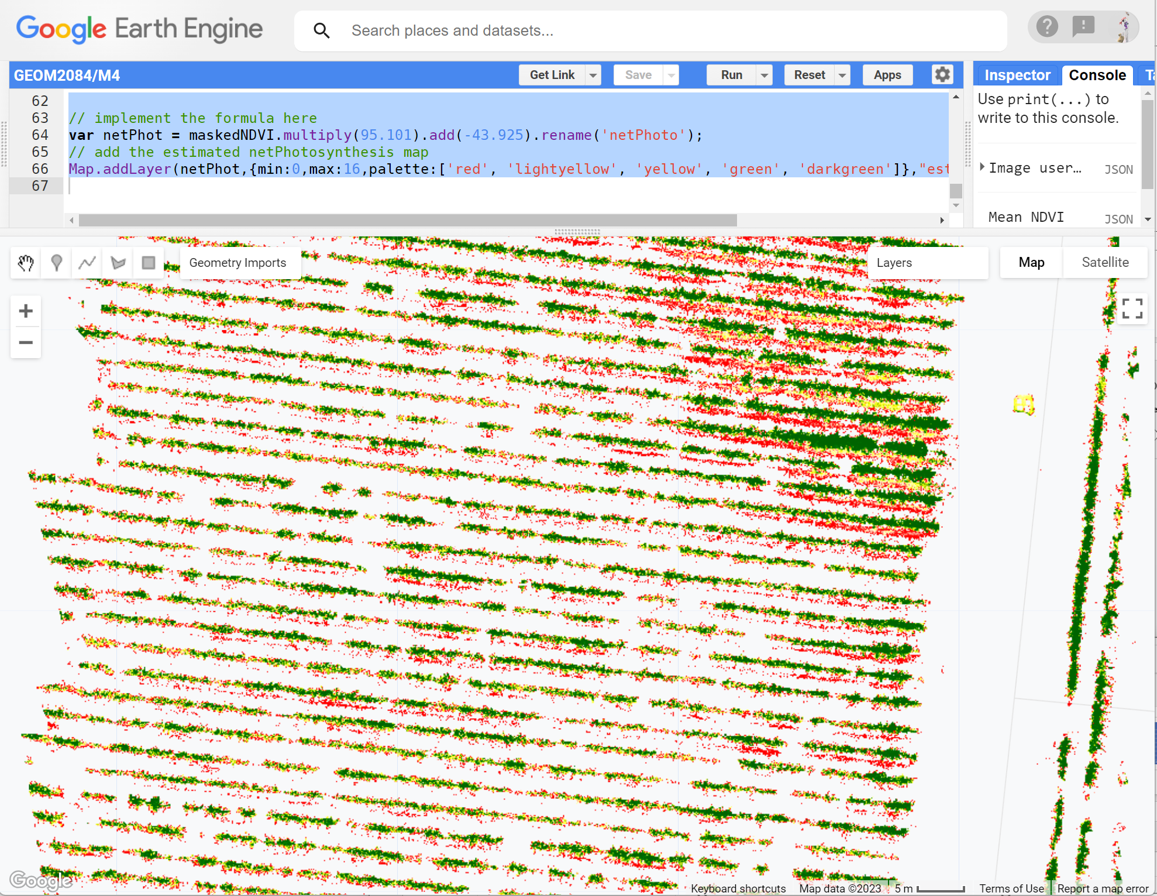 Google Earth Engine
Search places and datasets...
GEOM2084/M4
Get Link
Save
Run
Reset
Apps
Inspector
Console
62
63 // implement the formula here
64 var netPhot = maskedNDVI.multiply(95.101).add(-43.925).rename('netPhoto');
65 // add the estimated netPhotosynthesis map
66 Map.addLayer(netPhot,{min:0,max:16,palette:['red', 'lightyellow', 'yellow', 'green', 'darkgreen']},"est
67
Use print(...) to
write to this console.
Image user... JSON
Mean NDVI JSON
Geometry Imports
Layers
Map
Satellite
+
−
Google
Keyboard shortcuts
Map data ©2023
5 m
Terms of Use
Report a map error